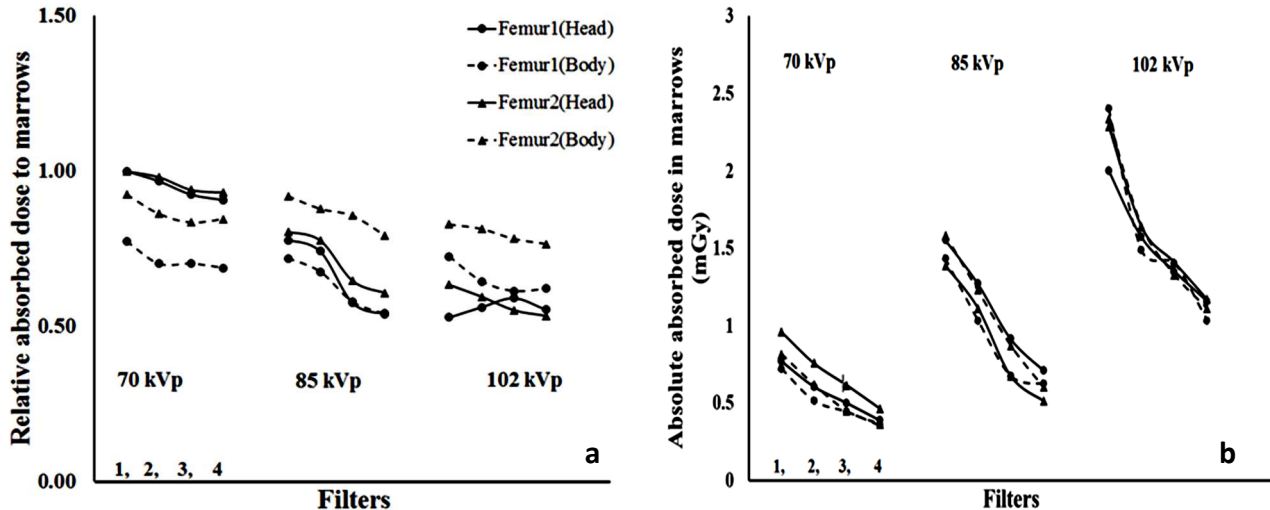 Relative absorbed dose to marrows
1.50
1.00
0.50
0.00
Femur1(Head)
Femur1(Body)
Femur2(Head)
Femur2(Body)
70 kVp
85 kVp
102 kVp
1, 2, 3, 4
Filters
a
Absolute absorbed dose in marrows
(mGy)
3
2.5
2
1.5
1
0.5
0
70 kVp
85 kVp
102 kVp
1, 2, 3, 4
Filters
b